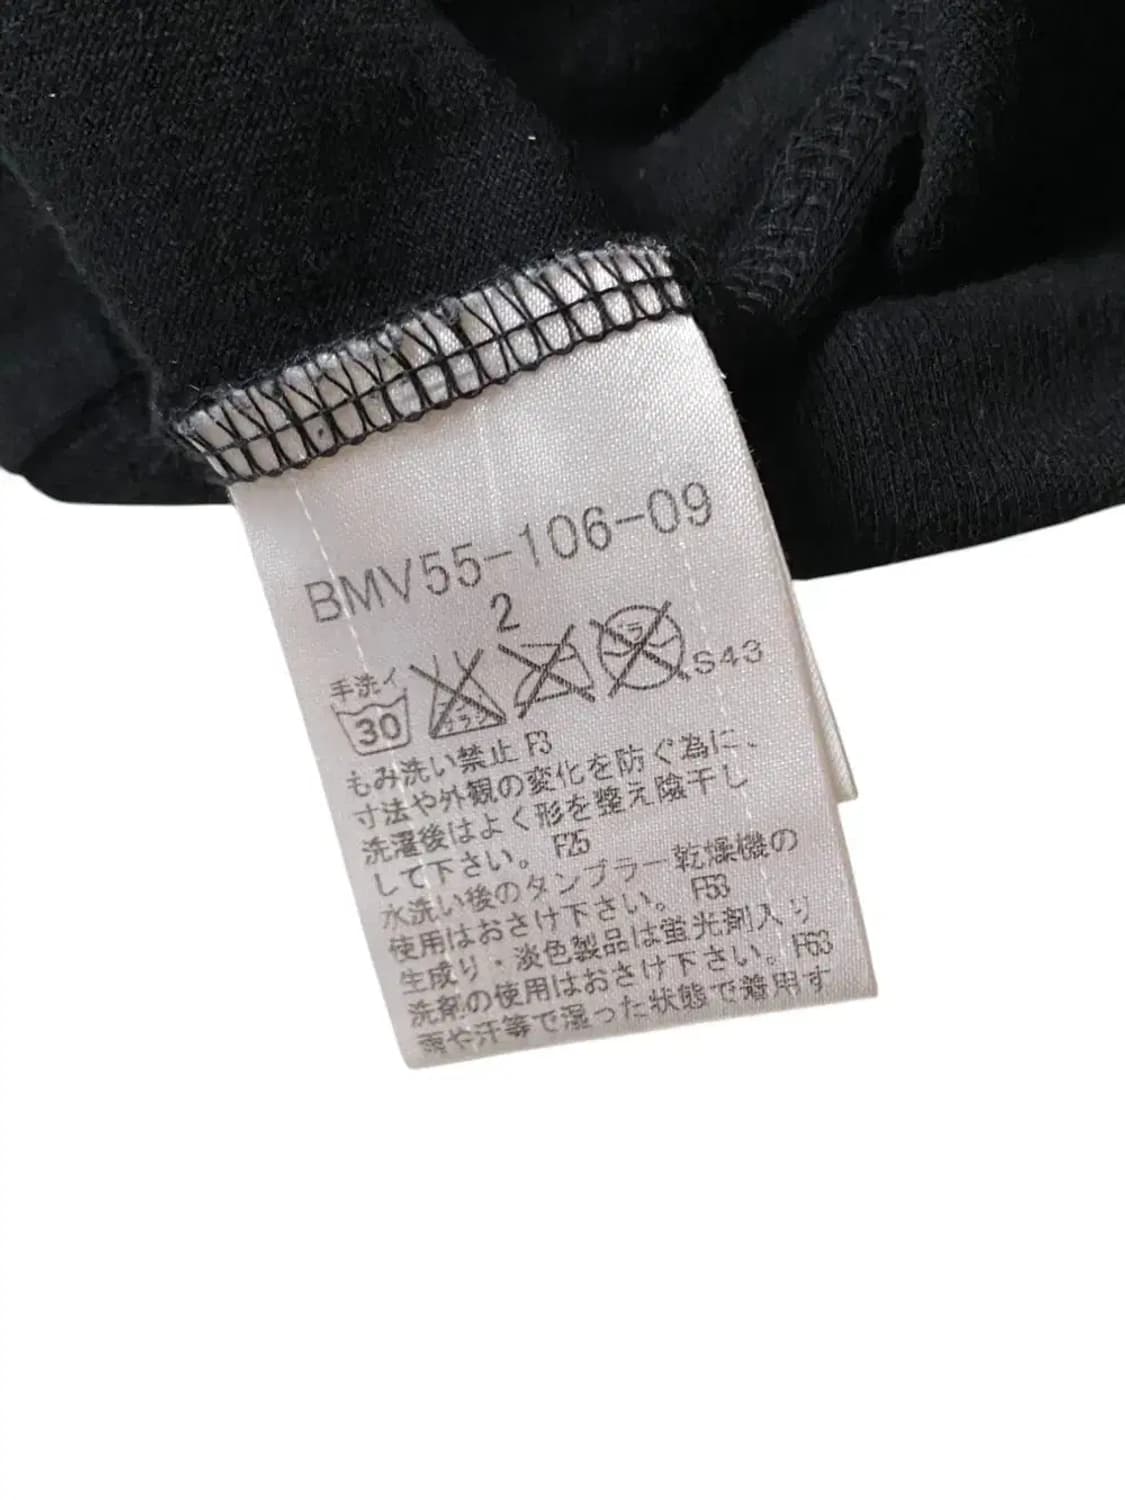 BMV55-106-09
2
手洗イ
30
S43
もみ洗い禁止 F3
寸法や外観の変化を防ぐ為に、
洗濯後はよく形を整え陰干し
して下さい。 F25
水洗い後のタンブラー乾燥機の
使用はおさけ下さい。 F53
生成り・淡色製品は蛍光剤入り
洗剤の使用はおさけ下さい。F63
雨や汗等で湿った状態で着用す